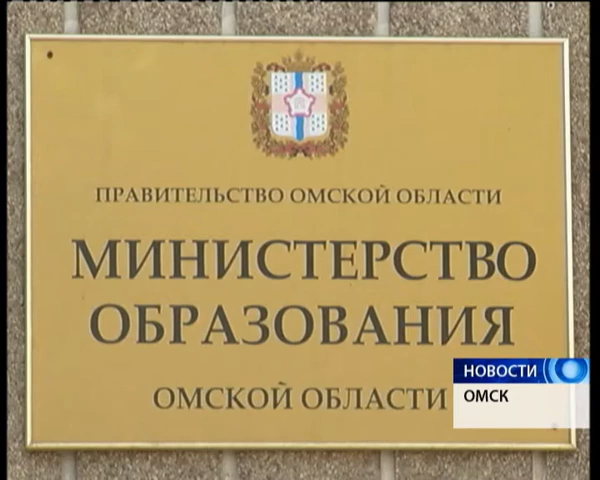 ПРАВИТЕЛЬСТВО ОМСКОЙ ОБЛАСТИ
МИНИСТЕРСТВО
ОБРАЗОВАНИЯ
ОМСКОЙ ОБЛАСТИ
НОВОСТИ
ОМСК